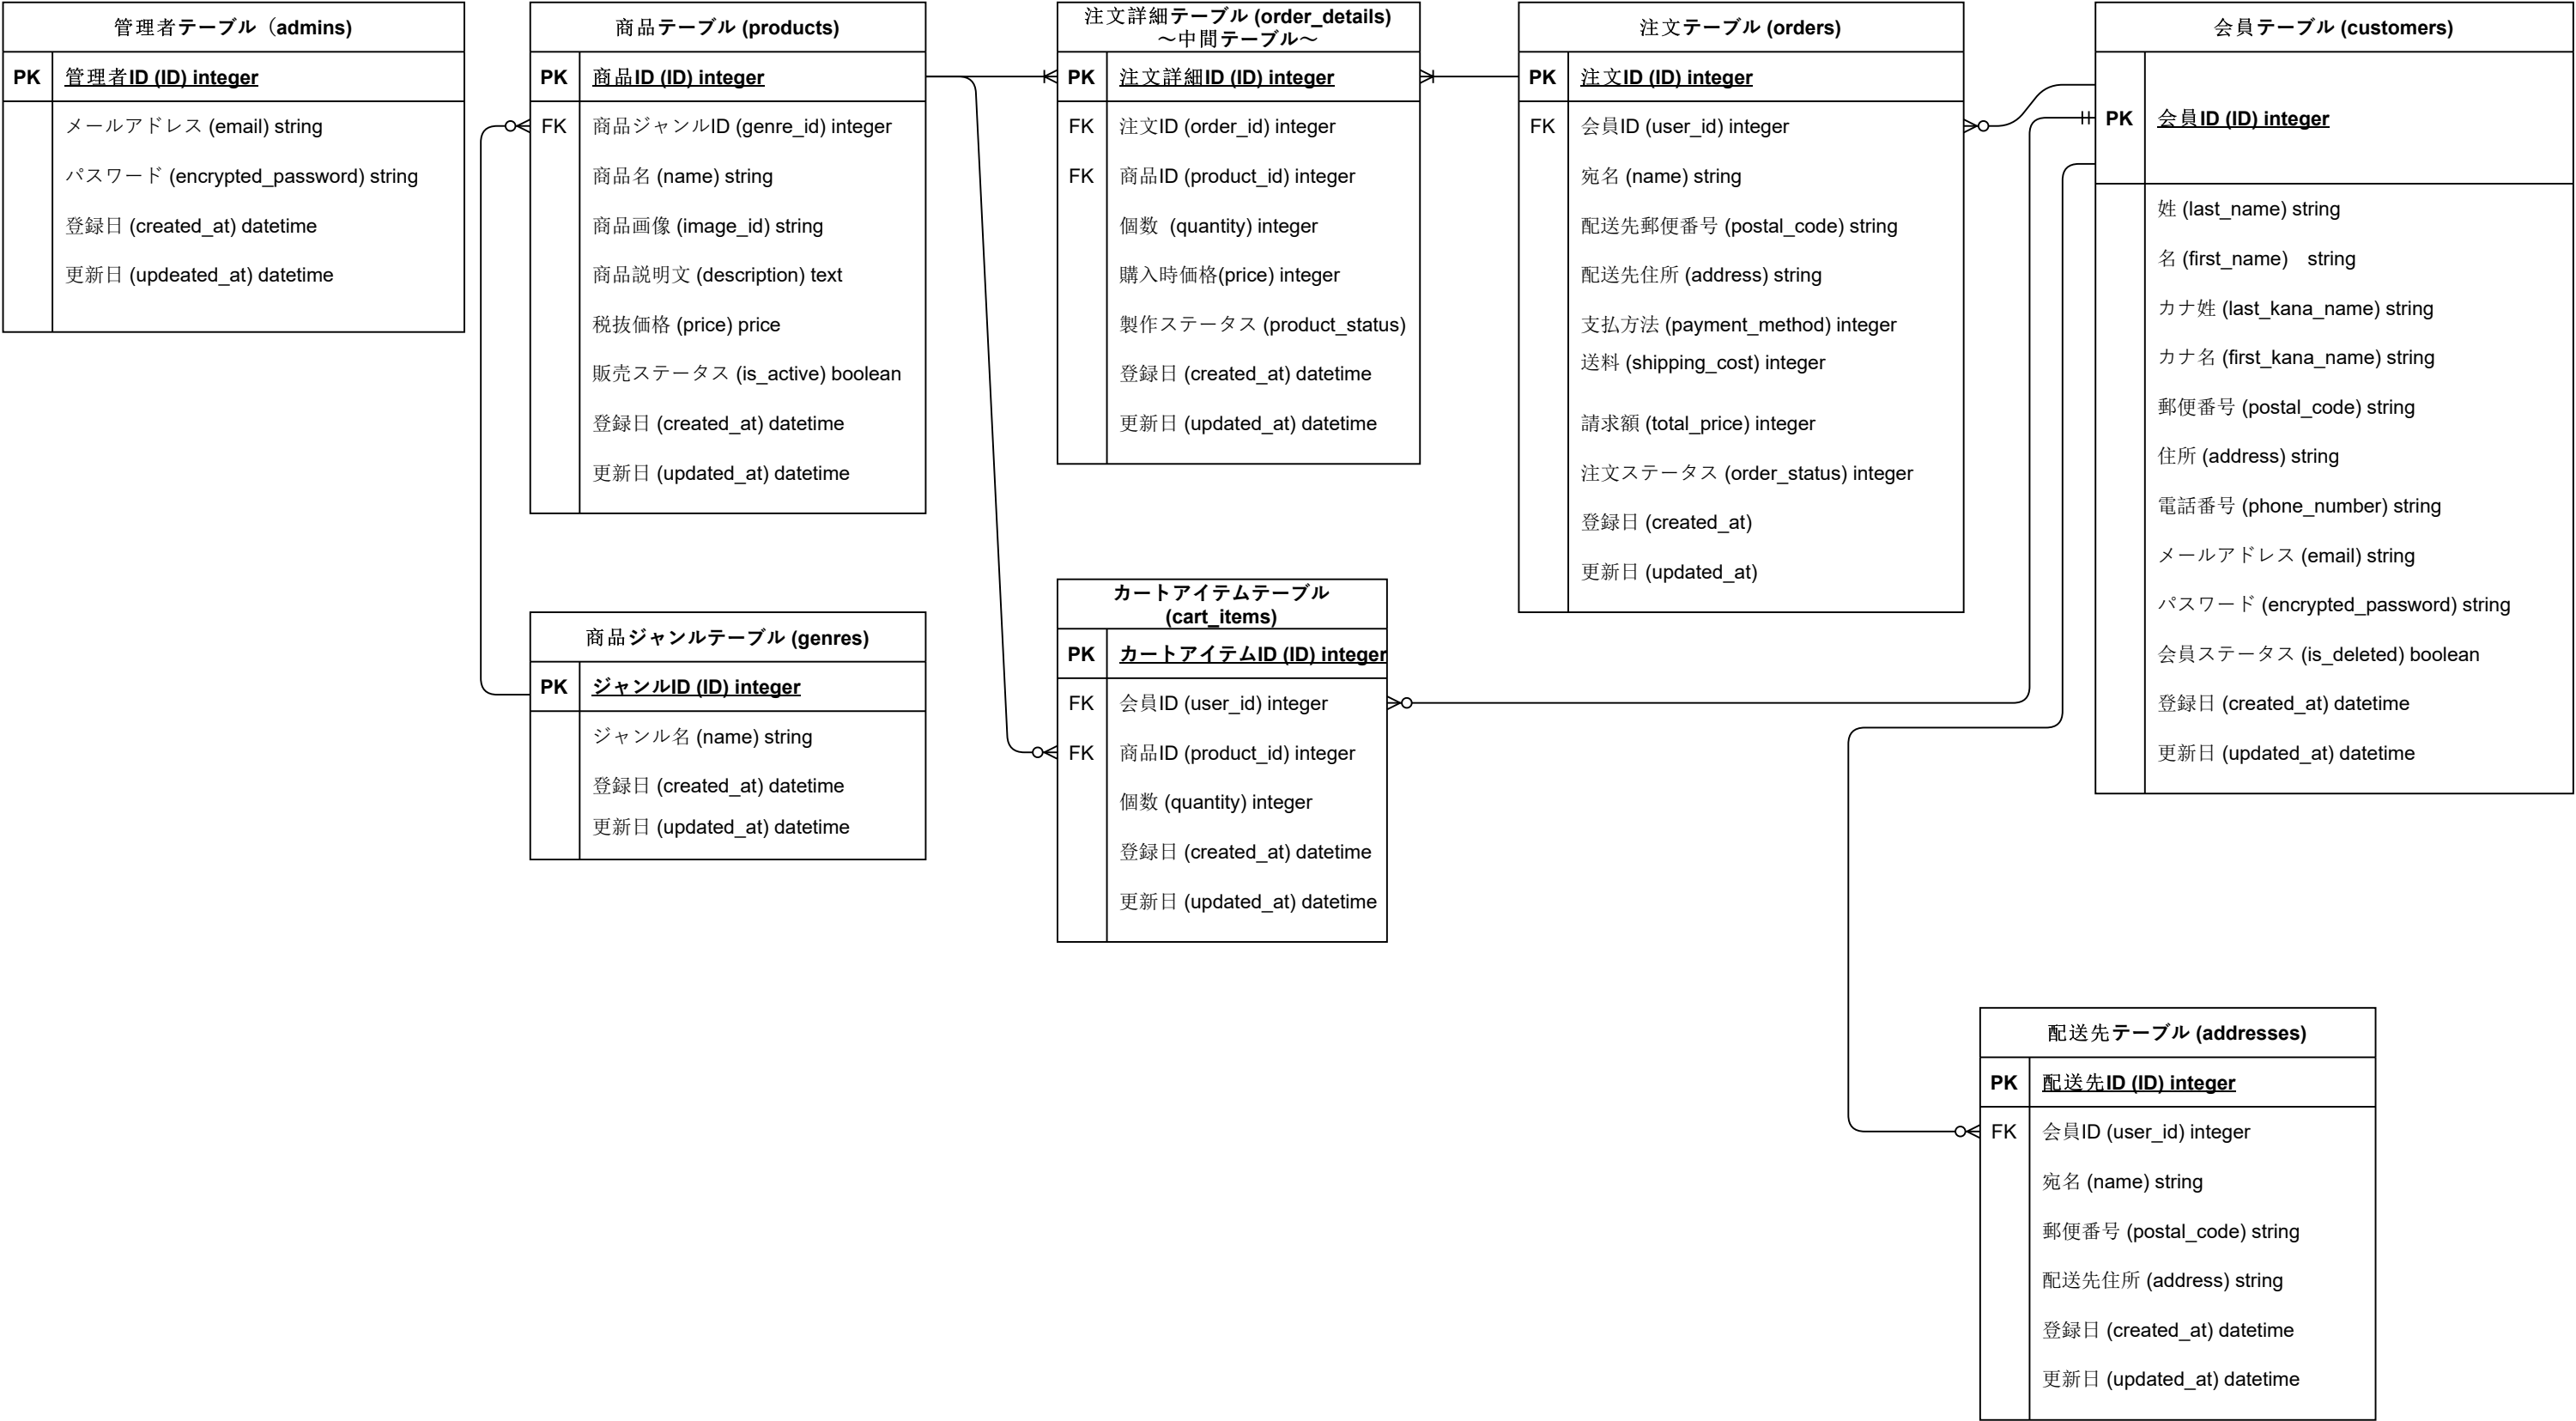 管理者テーブル（admins)
PK 管理者ID (ID) integer
メールアドレス (email) string
パスワード (encrypted_password) string
登録日 (created_at) datetime
更新日 (updeated_at) datetime
商品テーブル (products)
PK 商品ID (ID) integer
FK 商品ジャンルID (genre_id) integer
商品名 (name) string
商品画像 (image_id) string
商品説明文 (description) text
税抜価格 (price) price
販売ステータス (is_active) boolean
登録日 (created_at) datetime
更新日 (updated_at) datetime
商品ジャンルテーブル (genres)
PK ジャンルID (ID) integer
ジャンル名 (name) string
登録日 (created_at) datetime
更新日 (updated_at) datetime
注文詳細テーブル (order_details)
～中間テーブル～
PK 注文詳細ID (ID) integer
FK 注文ID (order_id) integer
FK 商品ID (product_id) integer
個数 (quantity) integer
購入時価格(price) integer
製作ステータス (product_status)
登録日 (created_at) datetime
更新日 (updated_at) datetime
カートアイテムテーブル
(cart_items)
PK カートアイテムID (ID) integer
FK 会員ID (user_id) integer
FK 商品ID (product_id) integer
個数 (quantity) integer
登録日 (created_at) datetime
更新日 (updated_at) datetime
注文テーブル (orders)
PK 注文ID (ID) integer
FK 会員ID (user_id) integer
宛名 (name) string
配送先郵便番号 (postal_code) string
配送先住所 (address) string
支払方法 (payment_method) integer
送料 (shipping_cost) integer
請求額 (total_price) integer
注文ステータス (order_status) integer
登録日 (created_at)
更新日 (updated_at)
会員テーブル (customers)
PK 会員ID (ID) integer
姓 (last_name) string
名 (first_name)　string
カナ姓 (last_kana_name) string
カナ名 (first_kana_name) string
郵便番号 (postal_code) string
住所 (address) string
電話番号 (phone_number) string
メールアドレス (email) string
パスワード (encrypted_password) string
会員ステータス (is_deleted) boolean
登録日 (created_at) datetime
更新日 (updated_at) datetime
配送先テーブル (addresses)
PK 配送先ID (ID) integer
FK 会員ID (user_id) integer
宛名 (name) string
郵便番号 (postal_code) string
配送先住所 (address) string
登録日 (created_at) datetime
更新日 (updated_at) datetime